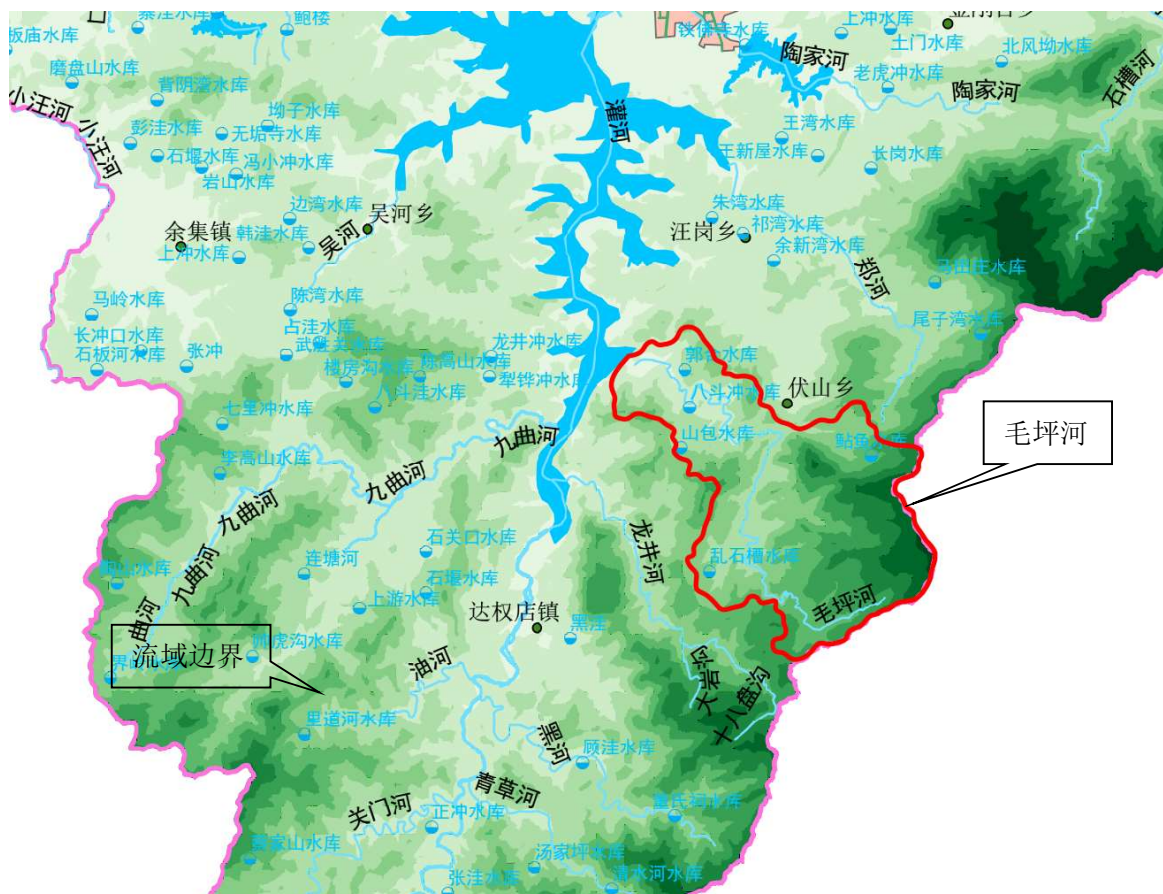 鲍楼
上冲水库
板庙水库
铁佛寺水库
土门水库
北风坳水库
磨盘山水库
陶家河
老虎冲水库
石槽河
小汪河
背阴湾水库
陶家河
坳子水库
灌河
小汪河
彭洼水库
无垢寺水库
王湾水库
石堰水库
冯小冲水库
王新屋水库
长岗水库
岩山水库
边湾水库
吴河乡
朱湾水库
祁湾水库
余集镇
韩洼水库
吴河
汪岗乡
余新湾水库
上冲水库
马田庄水库
郑河
马岭水库
陈湾水库
尾子湾水库
占洼水库
长冲口水库
武胜关水库
龙井冲水库
石板河水库
张冲
楼房沟水库
陈高山水库
犁铧冲水库
八斗洼水库
八斗冲水库
伏山乡
七里冲水库
九曲河
山包水库
鲇鱼
毛坪河
李高山水库
九曲河
九曲河
龙井河
石关口水库
九曲河
连塘河
乱石槽水库
石堰水库
上游水库
毛坪河
曲河
达权店镇
黑洼
流域边界
油河
大岩沟
十八盘沟
里道河水库
黑河
顾洼水库
青草河
关门河
正冲水库
汤家坪水库
张洼水库
清水河水库